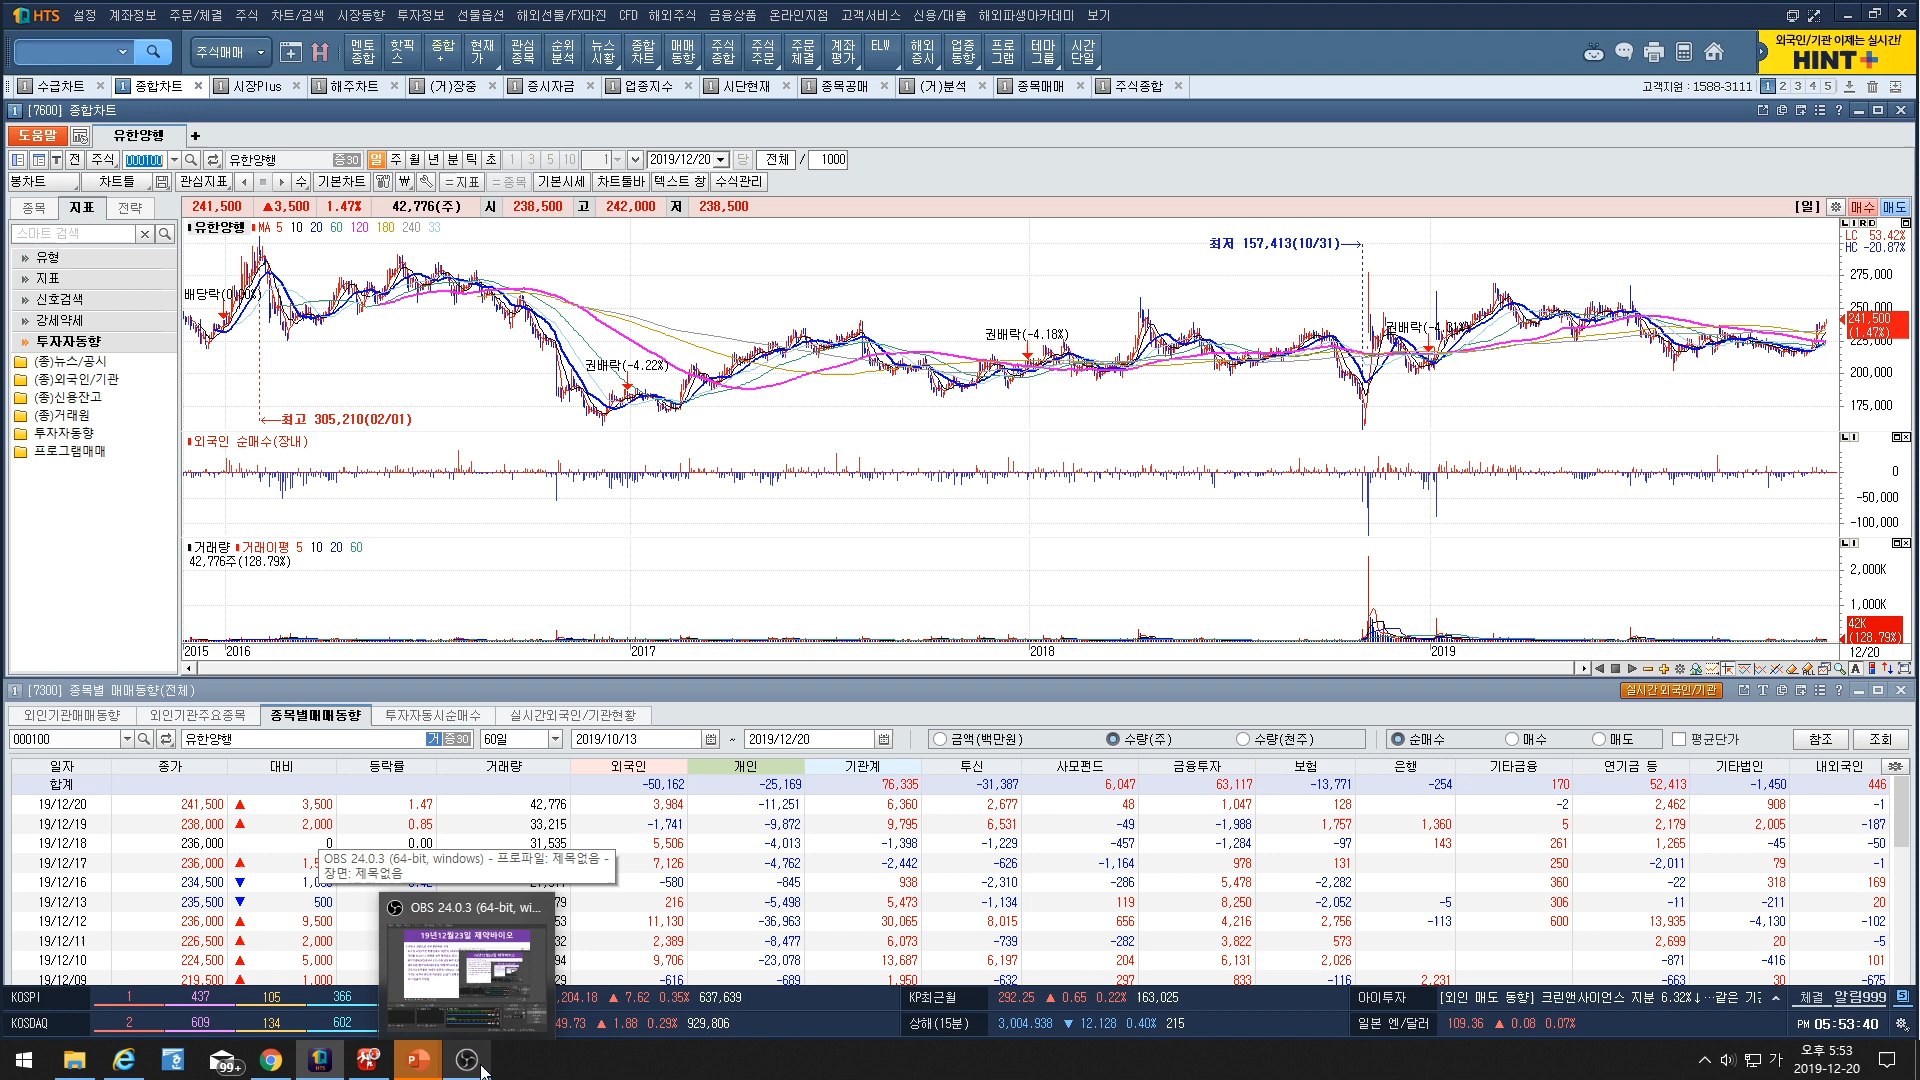 HTS 설정 계좌정보 주문/체결 주식 차트/검색 시장동향 투자정보 선물옵션 해외선물/FX마진 CFD 해외주식 금융상품 온라인지점 고객서비스 신용/대출 해외파생아카데미 보기
주식매매 멘토종합 핫픽스 종합+ 현재가 관심종목 순위분석 뉴스시황 종합차트 매매동향 주식종합 주식주문 주문체결 계좌평가 ELW 해외증시 업종동향 프로그램 테마그룹 시간단일
외국인/기관 이제는 실시간!
HINT+
1 수급차트 1 종합차트 1 시장Plus 1 해주차트 1 (거)장중 1 증시자금 1 업종지수 1 시단현재 1 종목공매 1 (거)분석 1 종목매매 1 주식종합 고객지원 : 1588-3111 1 2 3 4 5
1 [7600] 종합차트
도움말 유한양행 +
T 전 주식 000100 유한양행 증30 일 주 월 년 분 틱 초 1 3 5 10 1 2019/12/20 당 전체 / 1000
봉차트 차트틀 관심지표 수 기본차트 ₩ =지표 =종목 기본시세 차트툴바 텍스트 창 수식관리
종목 지표 전략
241,500 ▲3,500 1.47% 42,776(주) 시 238,500 고 242,000 저 238,500 [일] 매수 매도
스마트 검색
유형
지표
신호검색
강세약세
투자자동향
(종)뉴스/공시
(종)외국인/기관
(종)신용잔고
(종)거래원
투자자동향
프로그램매매
유한양행 MA 5 10 20 60 120 180 240 33
최저 157,413(10/31)
LC 53.42%
HC -20.87%
275,000
배당락(0.00%)
250,000
241,500
(1.47%)
225,000
권배락(-4.18%)
권배락(-4.22%)
200,000
175,000
최고 305,210(02/01)
외국인 순매수(장내)
0
-50,000
-100,000
거래량 거래이평 5 10 20 60
42,776주(128.79%)
2,000K
1,000K
42K
(128.79%)
2015 2016 2017 2018 2019 12/20
1 [7300] 종목별 매매동향(전체) 실시간 외국인/기관
외인기관매매동향 외인기관주요종목 종목별매매동향 투자자동시순매수 실시간외국인/기관현황
000100 유한양행 거 증30 60일 2019/10/13 ~ 2019/12/20 금액(백만원) 수량(주) 수량(천주) 순매수 매수 매도 평균단가 참조 조회
일자 종가 대비 등락률 거래량 외국인 개인 기관계 투신 사모펀드 금융투자 보험 은행 기타금융 연기금 등 기타법인 내외국인
합계 -50,162 -25,169 76,335 -31,387 6,047 63,117 -13,771 -254 170 52,413 -1,450 446
19/12/20 241,500 ▲ 3,500 1.47 42,776 3,984 -11,251 6,360 2,677 48 1,047 128 -2 2,462 908 -1
19/12/19 238,000 ▲ 2,000 0.85 33,215 -1,741 -9,872 9,795 6,531 -49 -1,988 1,757 1,360 5 2,179 2,005 -187
19/12/18 236,000 0 0.00 31,535 5,506 -4,013 -1,398 -1,229 -457 -1,284 -97 143 261 1,265 -45 -50
19/12/17 236,000 ▲ 7,126 -4,762 -2,442 -626 -1,164 978 131 250 -2,011 79 -1
19/12/16 234,500 ▼ -580 -845 938 -2,310 -286 5,478 -2,282 360 -22 318 169
19/12/13 235,500 ▼ 500 216 -5,498 5,473 -1,134 119 8,250 -2,052 -5 306 -11 -211 20
19/12/12 236,000 ▲ 9,500 11,130 -36,963 30,065 8,015 656 4,216 2,756 -113 600 13,935 -4,130 -102
19/12/11 226,500 ▲ 2,000 2,389 -8,477 6,073 -739 -282 3,822 573 2,699 20 -5
19/12/10 224,500 ▲ 5,000 9,706 -23,078 13,687 6,197 204 6,131 2,026 -871 -416 101
19/12/09 219,500 ▲ 1,000 -616 -689 1,950 -632 297 833 -116 2,231 -663 30 -675
OBS 24.0.3 (64-bit, windows) - 프로파일: 제목없음 -
장면: 제목없음
OBS 24.0.3 (64-bit, wi...
19년12월23일 제약바이오
KOSPI 1 437 105 366 ,204.18 ▲ 7.62 0.35% 637,639 KP최근월 292.25 ▲ 0.65 0.22% 163,025 아이투자 [외인 매도 동향] 크린앤사이언스 지분 6.32%↓…같은 기 체결 알림999
KOSDAQ 2 609 134 602 49.73 ▲ 1.88 0.29% 929,806 상해(15분) 3,004.938 ▼ 12.128 0.40% 215 일본 엔/달러 109.36 ▲ 0.08 0.07% PM 05:53:40
99+ HTS 가 오후 5:53
2019-12-20